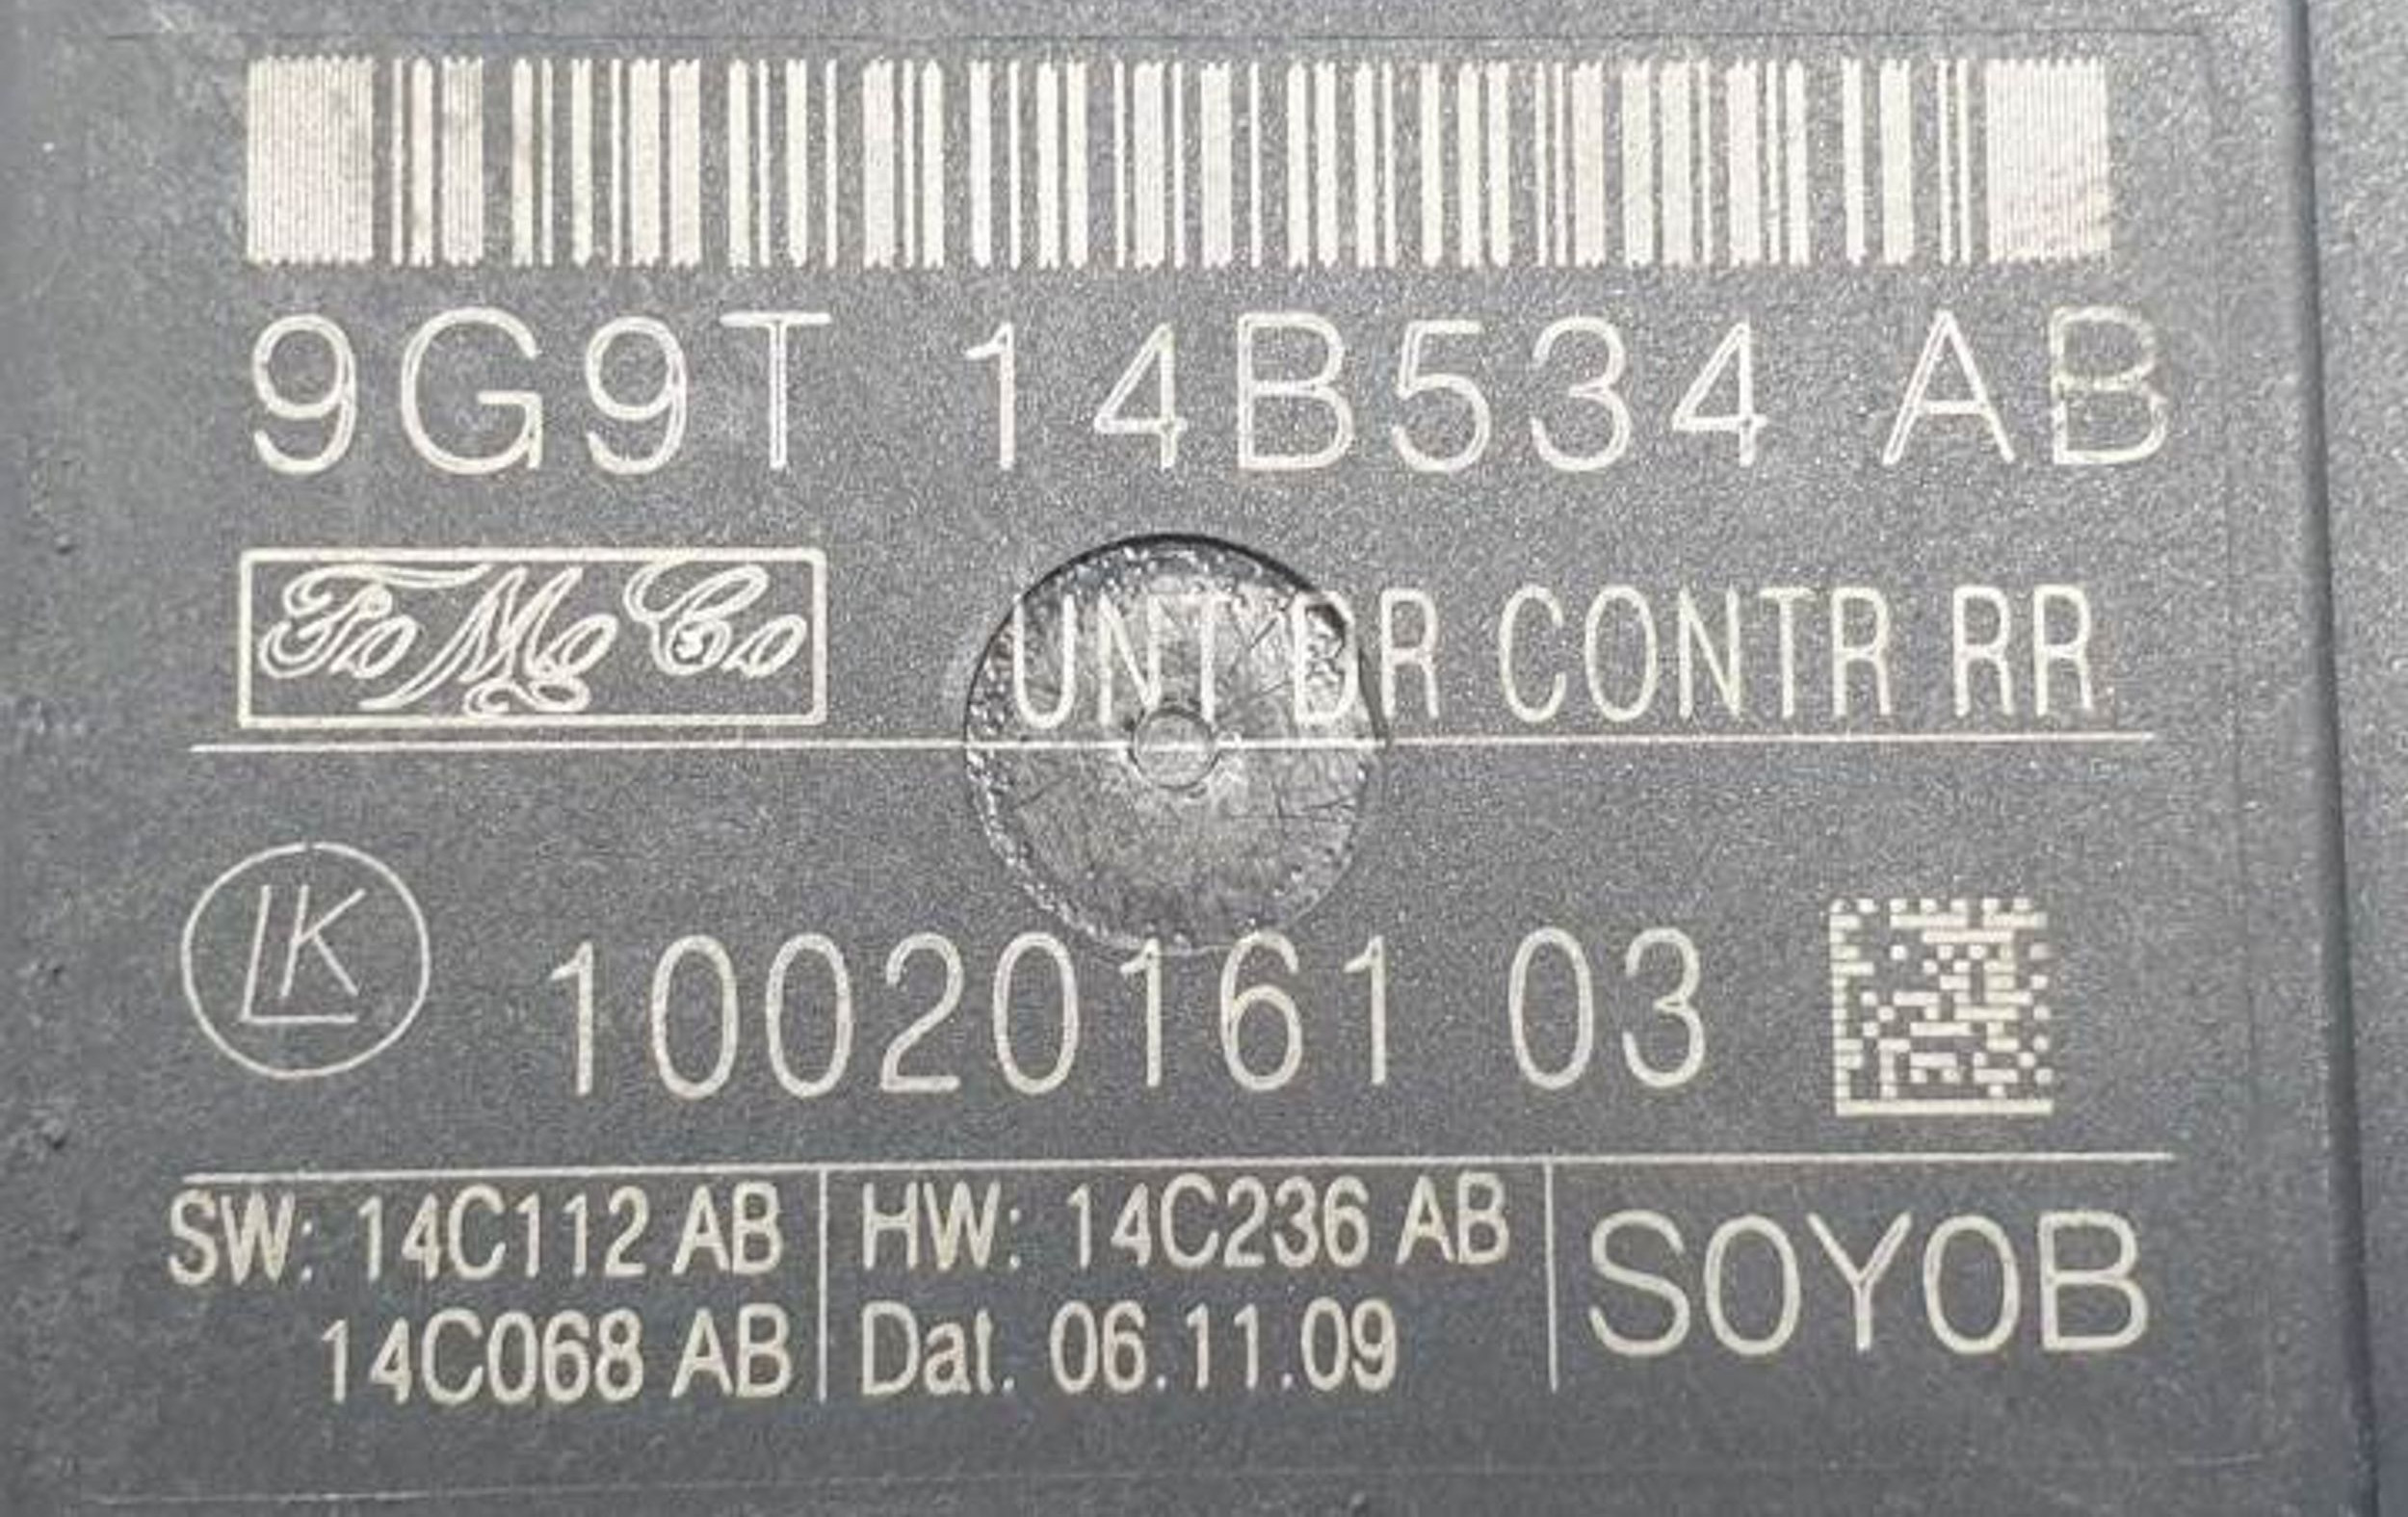 9G9T 14B534 AB
FoMoCo UNT DR CONTR RR
LK 10020161 03
SW: 14C112 AB HW: 14C236 AB S0Y0B
14C068 AB Dat. 06.11.09